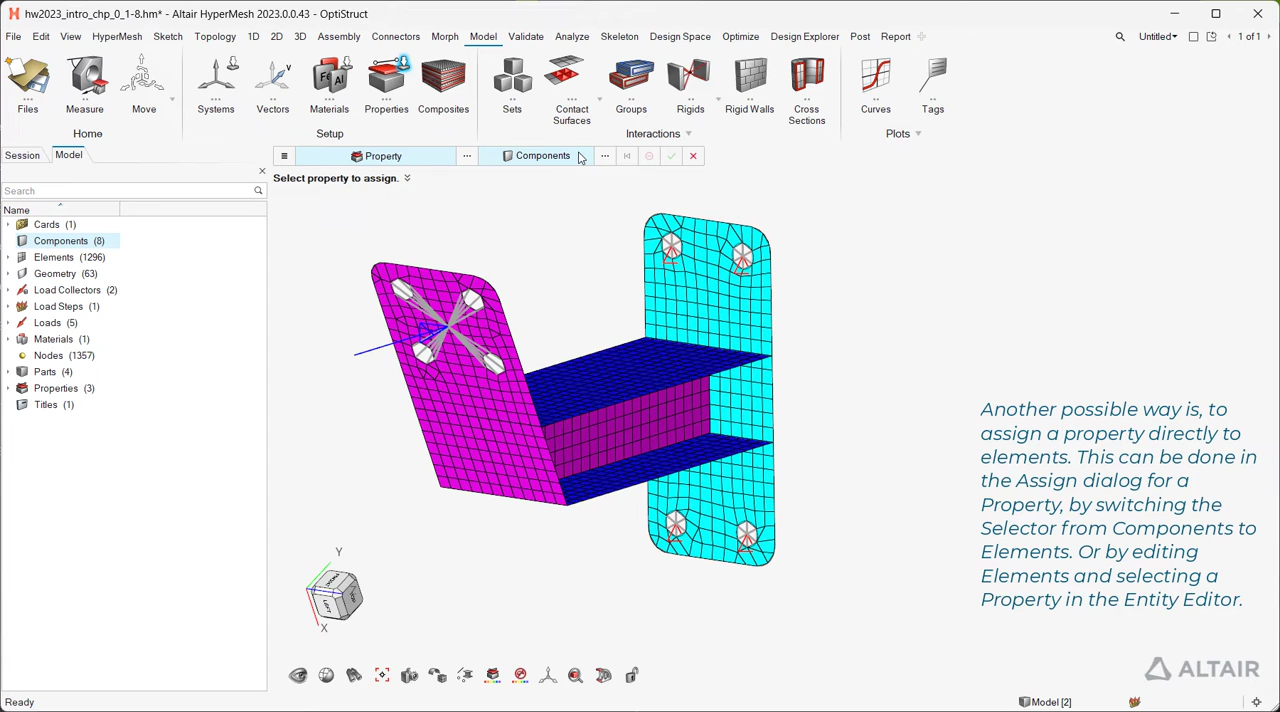 hw2023_intro_chp_0_1-8.hm* - Altair HyperMesh 2023.0.0.43 - OptiStruct
File Edit View HyperMesh Sketch Topology 1D 2D 3D Assembly Connectors Morph Model Validate Analyze Skeleton Design Space Optimize Design Explorer Post Report Untitled 1 of 1
Fe Al
Files Measure Move Systems Vectors Materials Properties Composites Sets Contact Surfaces Groups Rigids Rigid Walls Cross Sections Curves Tags
Home Setup Interactions Plots
Session Model
Property Components
Select property to assign.
Search
Name
Cards (1)
Components (8)
Elements (1296)
Geometry (63)
Load Collectors (2)
Load Steps (1)
Loads (5)
Materials (1)
Nodes (1357)
Parts (4)
Properties (3)
Titles (1)
Another possible way is, to
assign a property directly to
elements. This can be done in
the Assign dialog for a
Property, by switching the
Selector from Components to
Elements. Or by editing
Elements and selecting a
Property in the Entity Editor.
Y
X
LEFT
ALTAIR
Ready Model [2]